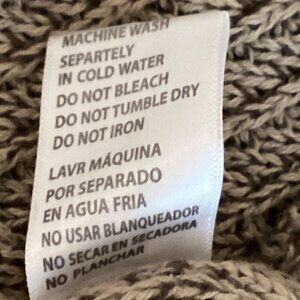 MACHINE WASH
SEPARTELY
IN COLD WATER
DO NOT BLEACH
DO NOT TUMBLE DRY
DO NOT IRON
LAVR MÁQUINA
POR SEPARADO
EN AGUA FRIA
NO USAR BLANQUEADOR
NO SECAR EN SECADORA
NO PLANCHAR